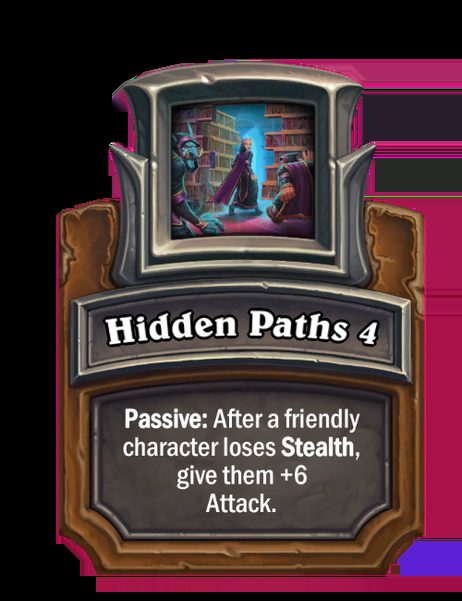 Hidden Paths 4
Passive: After a friendly
character loses Stealth,
give them +6
Attack.